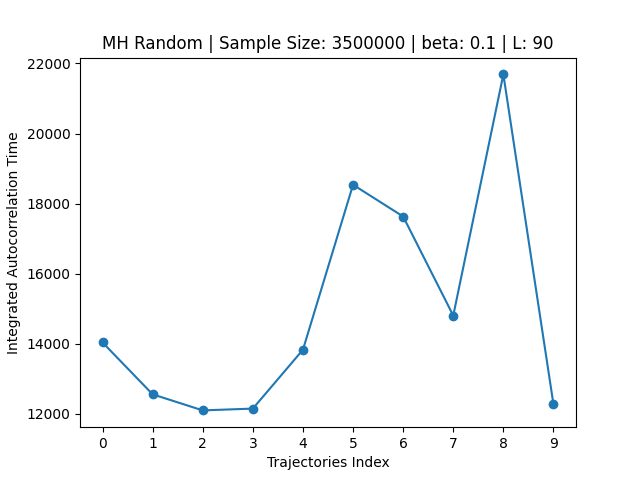 MH Random | Sample Size: 3500000 | beta: 0.1 | L: 90
Integrated Autocorrelation Time
22000
20000
18000
16000
14000
12000
0 1 2 3 4 5 6 7 8 9
Trajectories Index